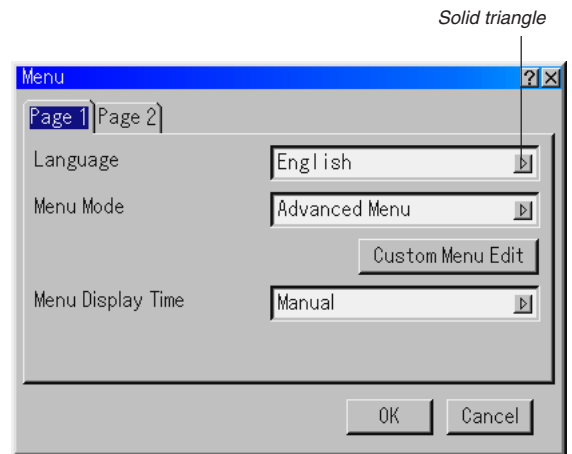 Solid triangle
Menu
Page 1 Page 2
Language English
Menu Mode Advanced Menu
Custom Menu Edit
Menu Display Time Manual
OK Cancel